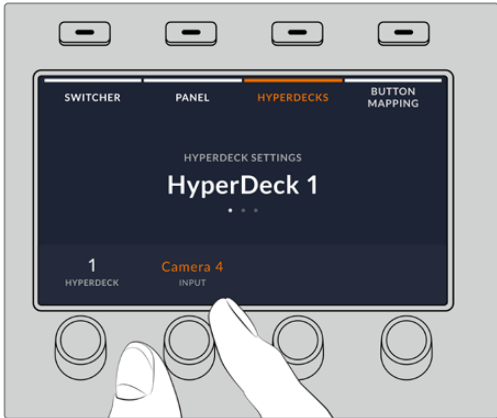 SWITCHER
PANEL
HYPERDECKS
BUTTON
MAPPING
HYPERDECK SETTINGS
HyperDeck 1
1
HYPERDECK
Camera 4
INPUT